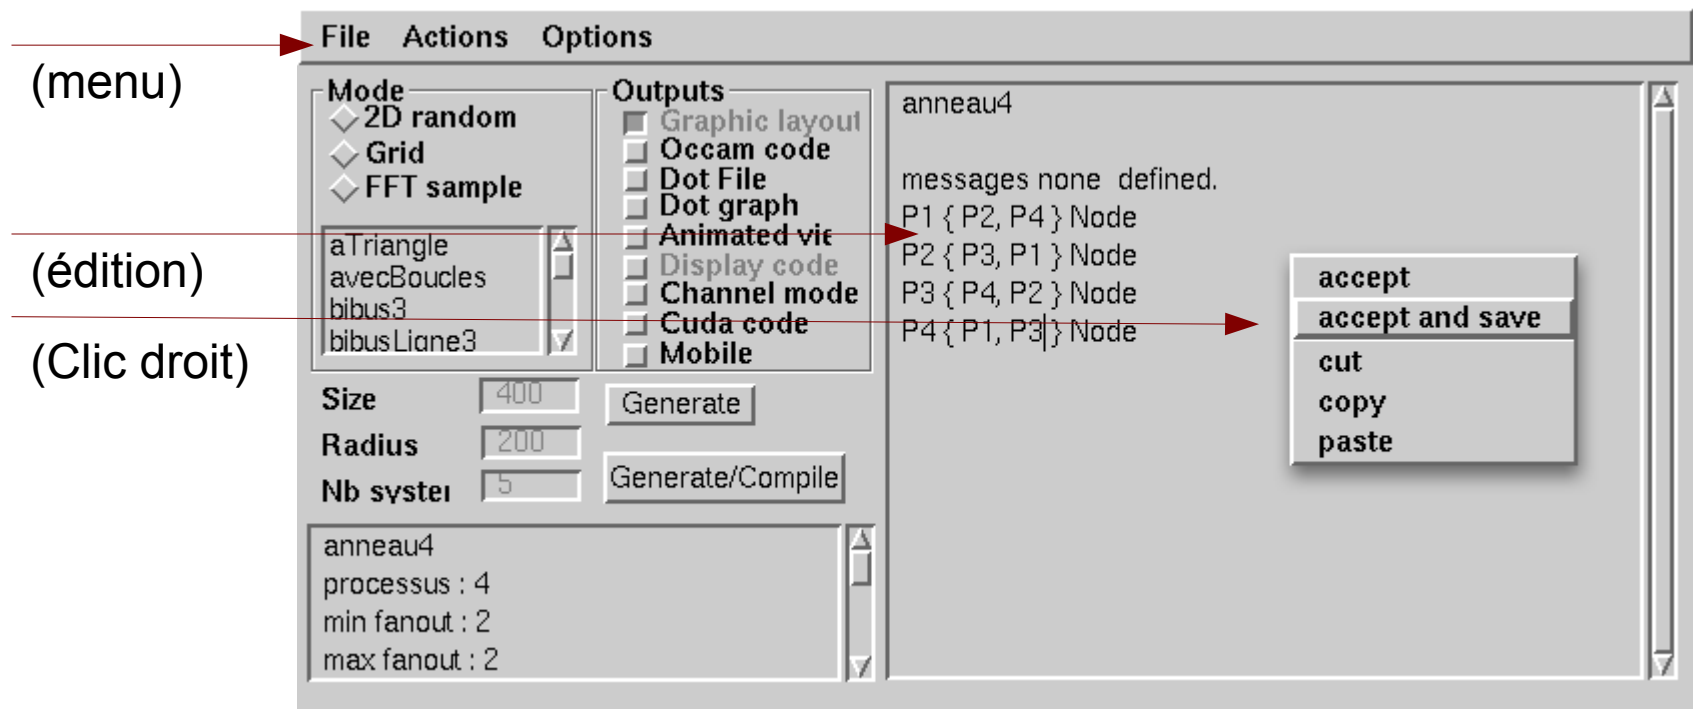 File Actions Options
(menu)
Mode
2D random
Grid
FFT sample
aTriangle
avecBoucles
bibus3
bibusLigne3
Outputs
Graphic layout
Occam code
Dot File
Dot graph
Animated vie
Display code
Channel mode
Cuda code
Mobile
(édition)
(Clic droit)
Size 400
Radius 200
Nb syster 5
Generate
Generate/Compile
anneau4
processus : 4
min fanout : 2
max fanout : 2
anneau4
messages none defined.
P1 { P2, P4 } Node
P2 { P3, P1 } Node
P3 { P4, P2 } Node
P4 { P1, P3 } Node
accept
accept and save
cut
copy
paste